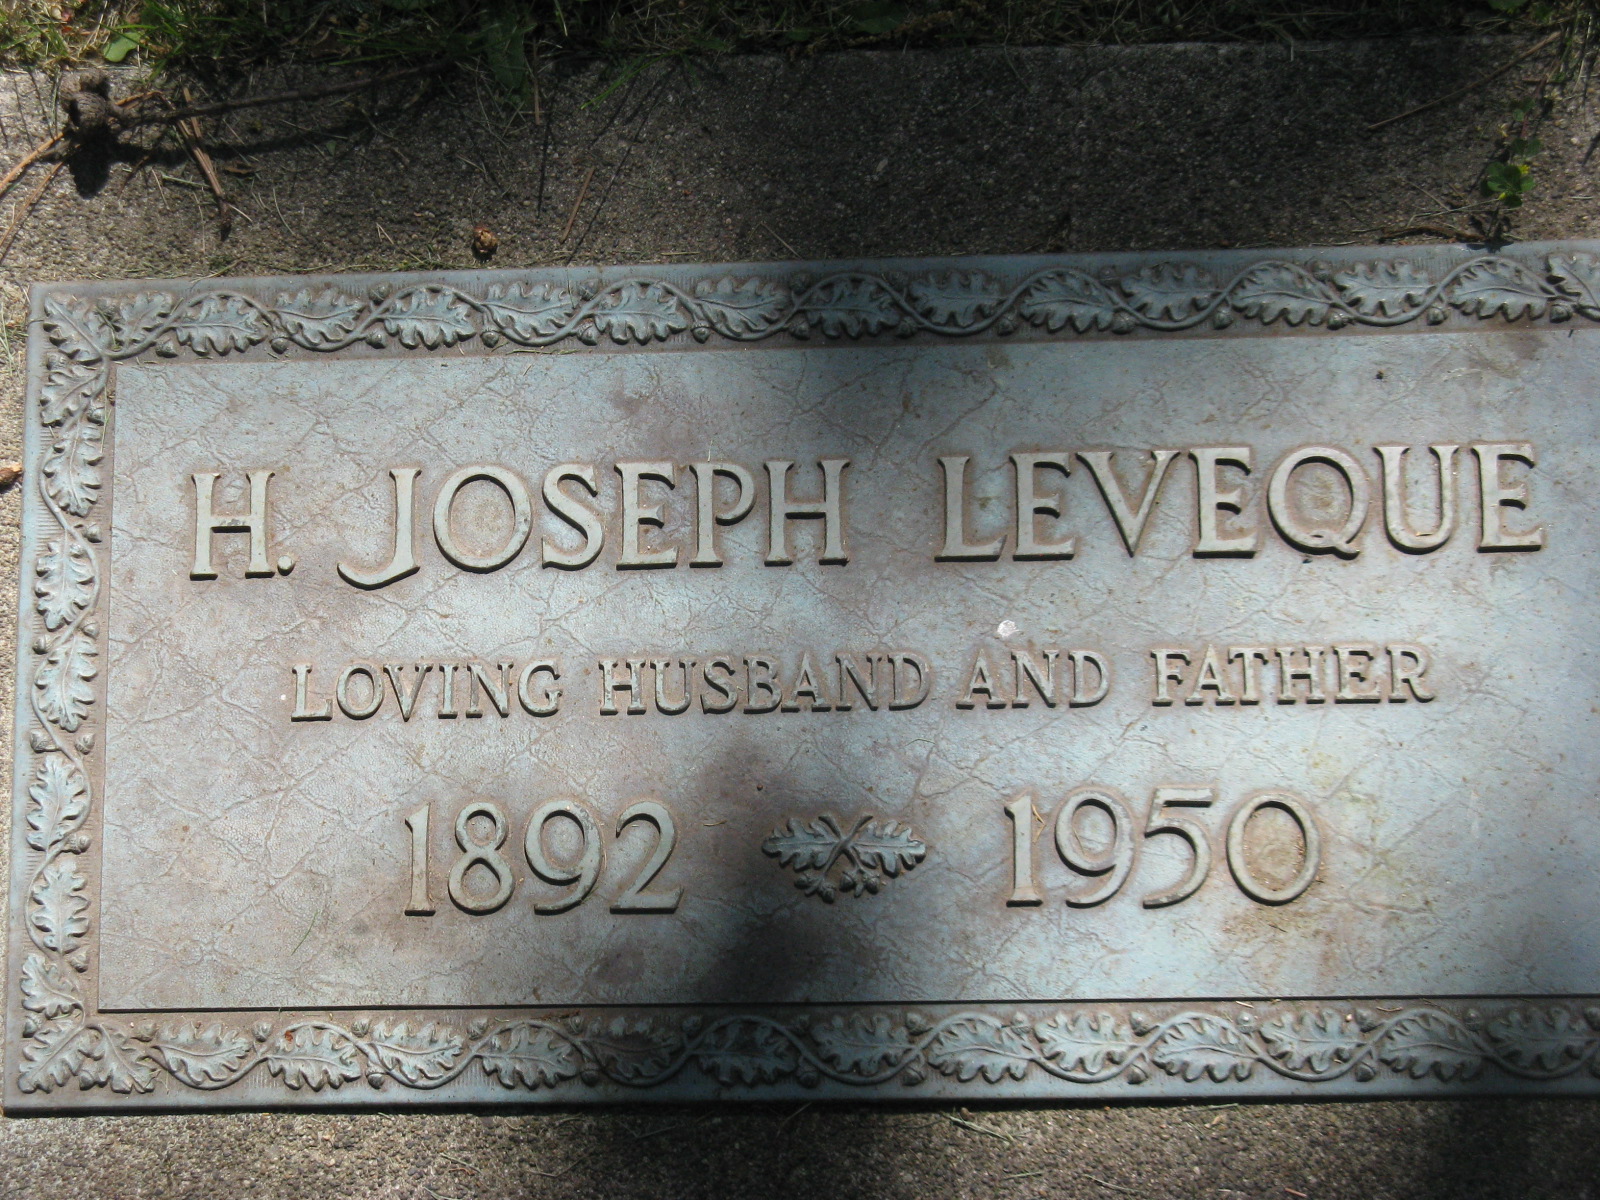 H. JOSEPH LEVEQUE
LOVING HUSBAND AND FATHER
1892 1950